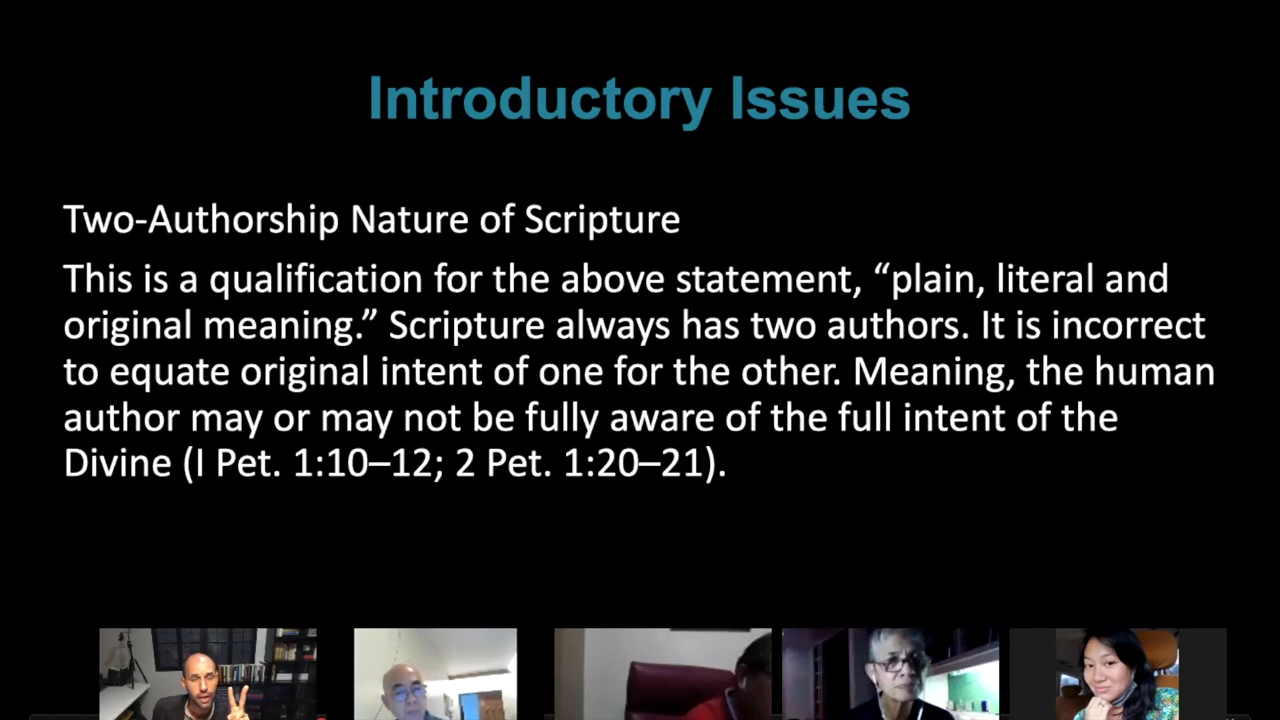 Introductory Issues
Two-Authorship Nature of Scripture
This is a qualification for the above statement, “plain, literal and
original meaning.” Scripture always has two authors. It is incorrect
to equate original intent of one for the other. Meaning, the human
author may or may not be fully aware of the full intent of the
Divine (I Pet. 1:10–12; 2 Pet. 1:20–21).